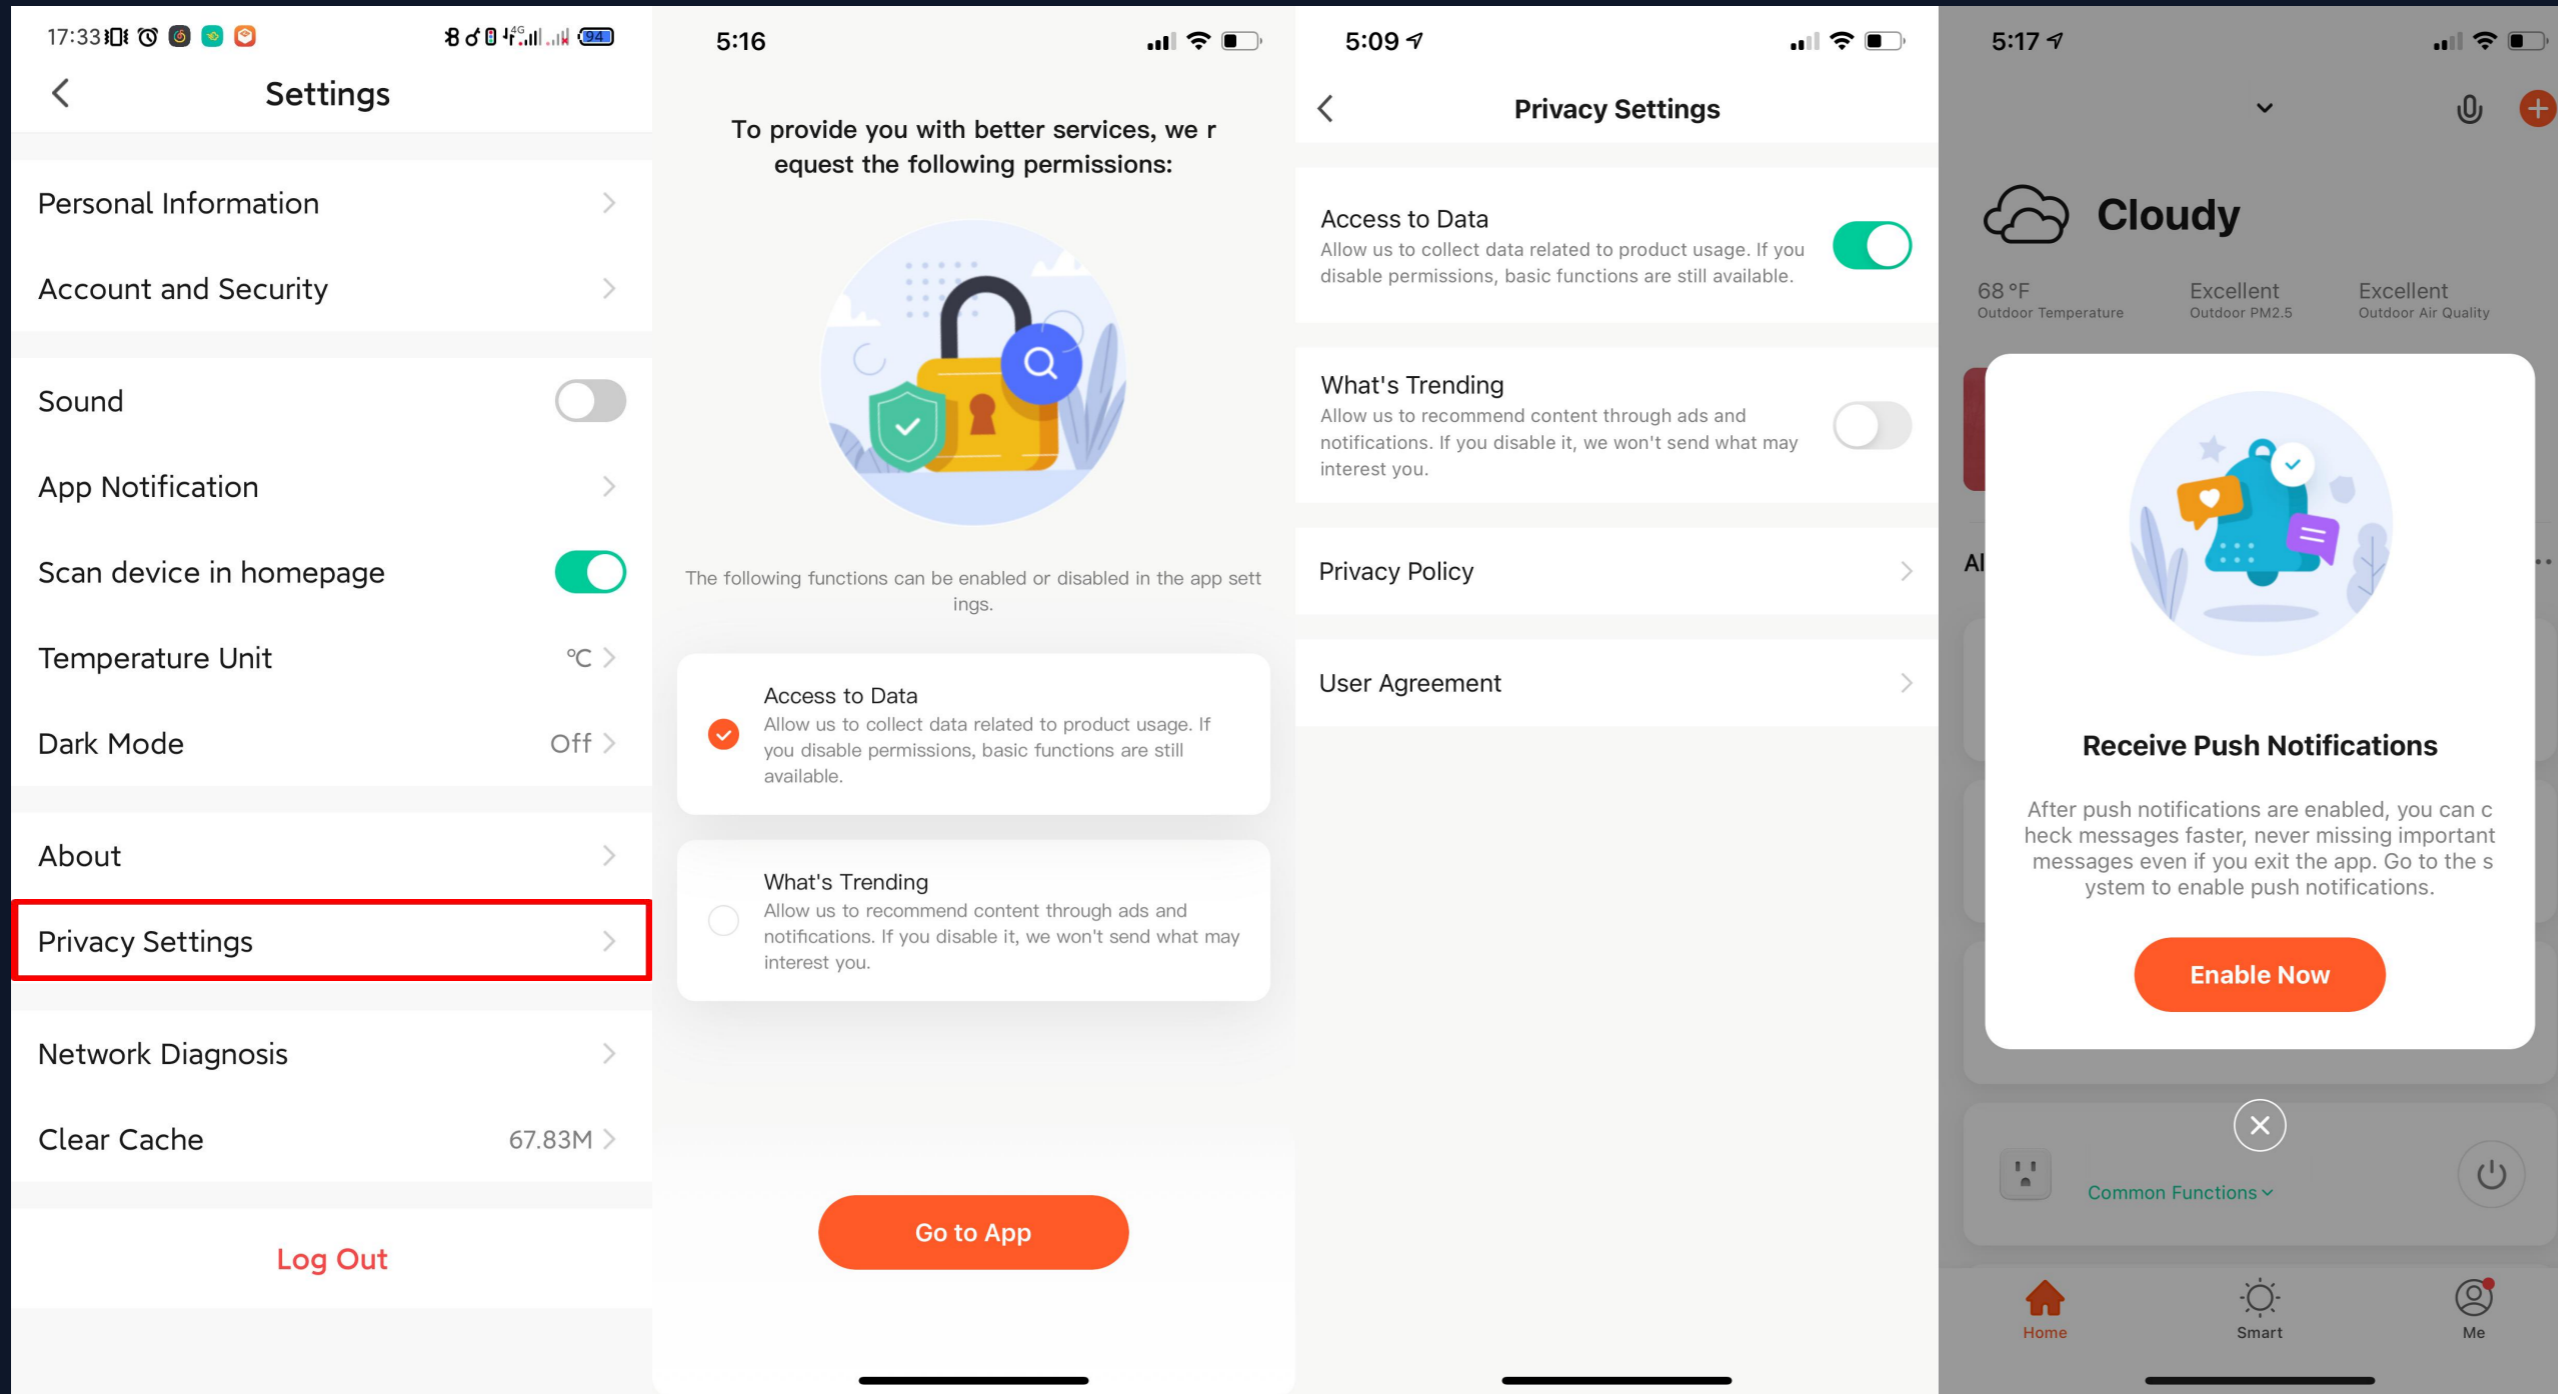 17:33
4G
94
Settings
Personal Information
Account and Security
Sound
App Notification
Scan device in homepage
Temperature Unit
°C
Dark Mode
Off
About
Privacy Settings
Network Diagnosis
Clear Cache
67.83M
Log Out
5:16
To provide you with better services, we r
equest the following permissions:
The following functions can be enabled or disabled in the app sett
ings.
Access to Data
Allow us to collect data related to product usage. If
you disable permissions, basic functions are still
available.
What's Trending
Allow us to recommend content through ads and
notifications. If you disable it, we won't send what may
interest you.
Go to App
5:09
Privacy Settings
Access to Data
Allow us to collect data related to product usage. If you
disable permissions, basic functions are still available.
What's Trending
Allow us to recommend content through ads and
notifications. If you disable it, we won't send what may
interest you.
Privacy Policy
User Agreement
5:17
Cloudy
68 °F
Outdoor Temperature
Excellent
Outdoor PM2.5
Excellent
Outdoor Air Quality
Receive Push Notifications
After push notifications are enabled, you can c
heck messages faster, never missing important
messages even if you exit the app. Go to the s
ystem to enable push notifications.
Enable Now
Common Functions
Home
Smart
Me